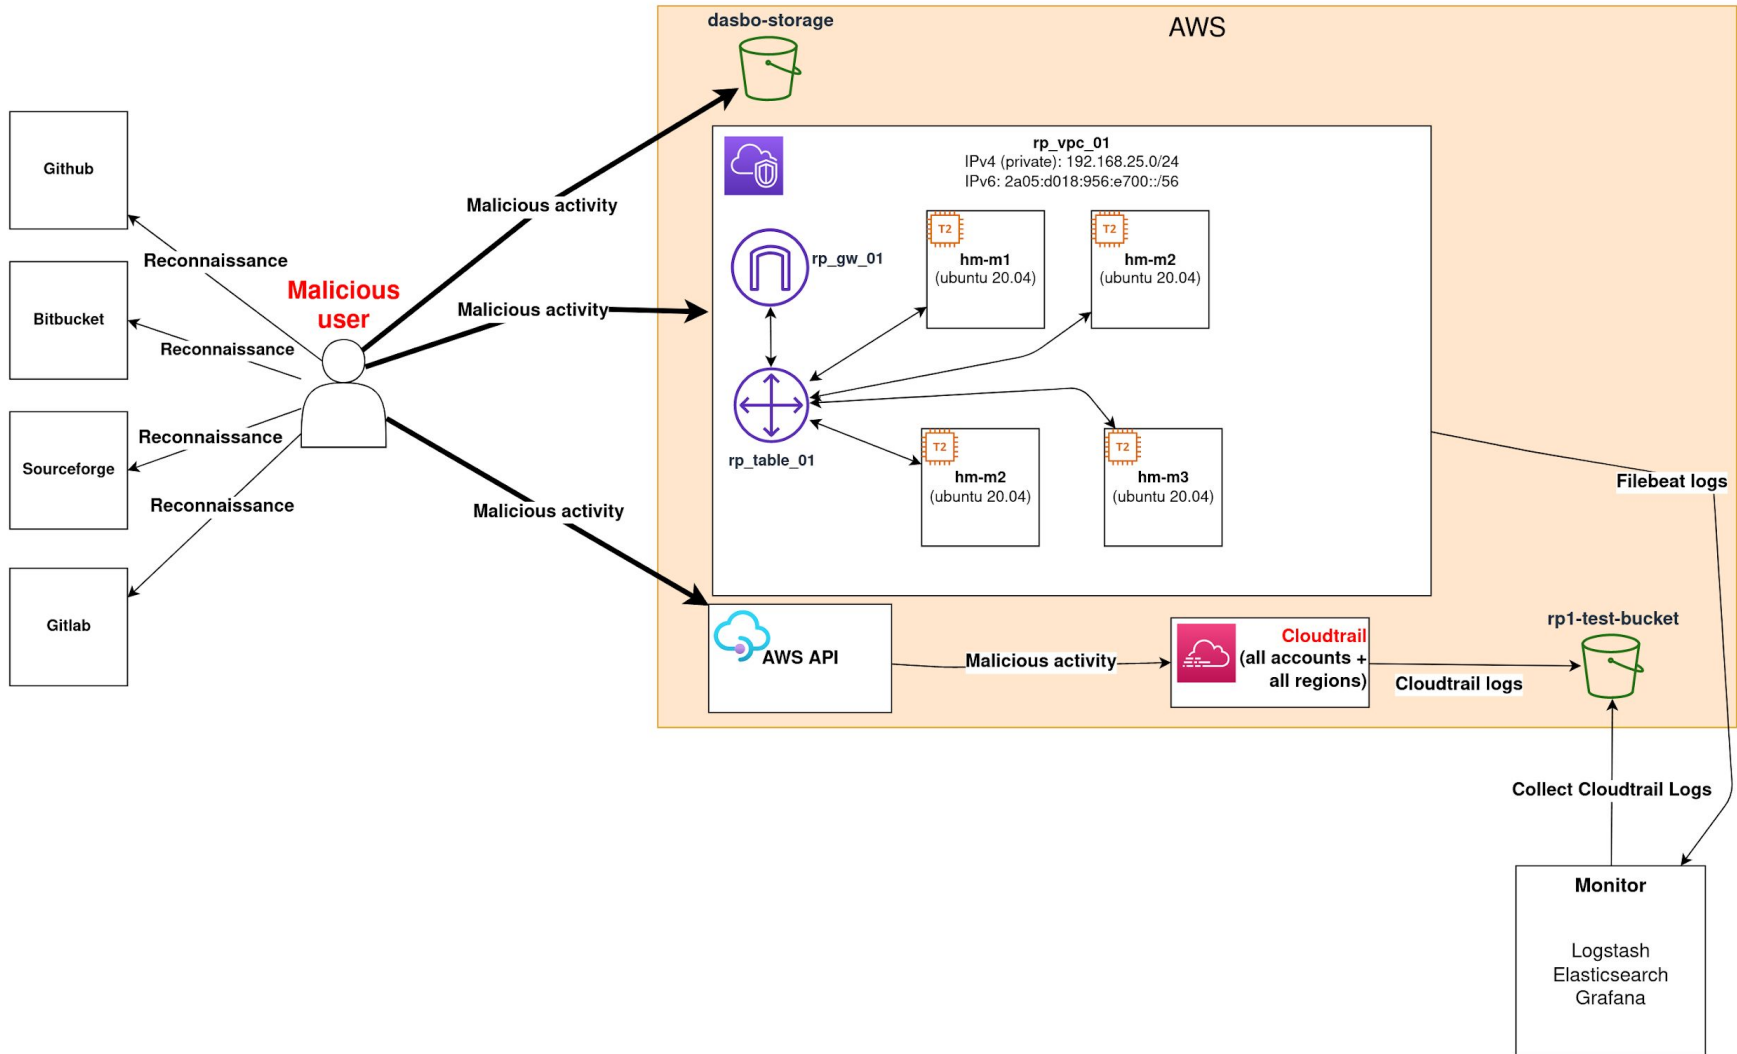 dasbo-storage
AWS
Github
Bitbucket
Sourceforge
Gitlab
Reconnaissance
Reconnaissance
Reconnaissance
Reconnaissance
Malicious
user
Malicious activity
Malicious activity
Malicious activity
rp_vpc_01
IPv4 (private): 192.168.25.0/24
IPv6: 2a05:d018:956:e700::/56
rp_gw_01
rp_table_01
T2
hm-m1
(ubuntu 20.04)
T2
hm-m2
(ubuntu 20.04)
T2
hm-m2
(ubuntu 20.04)
T2
hm-m3
(ubuntu 20.04)
Filebeat logs
AWS API
Malicious activity
Cloudtrail
(all accounts +
all regions)
Cloudtrail logs
rp1-test-bucket
Collect Cloudtrail Logs
Monitor
Logstash
Elasticsearch
Grafana